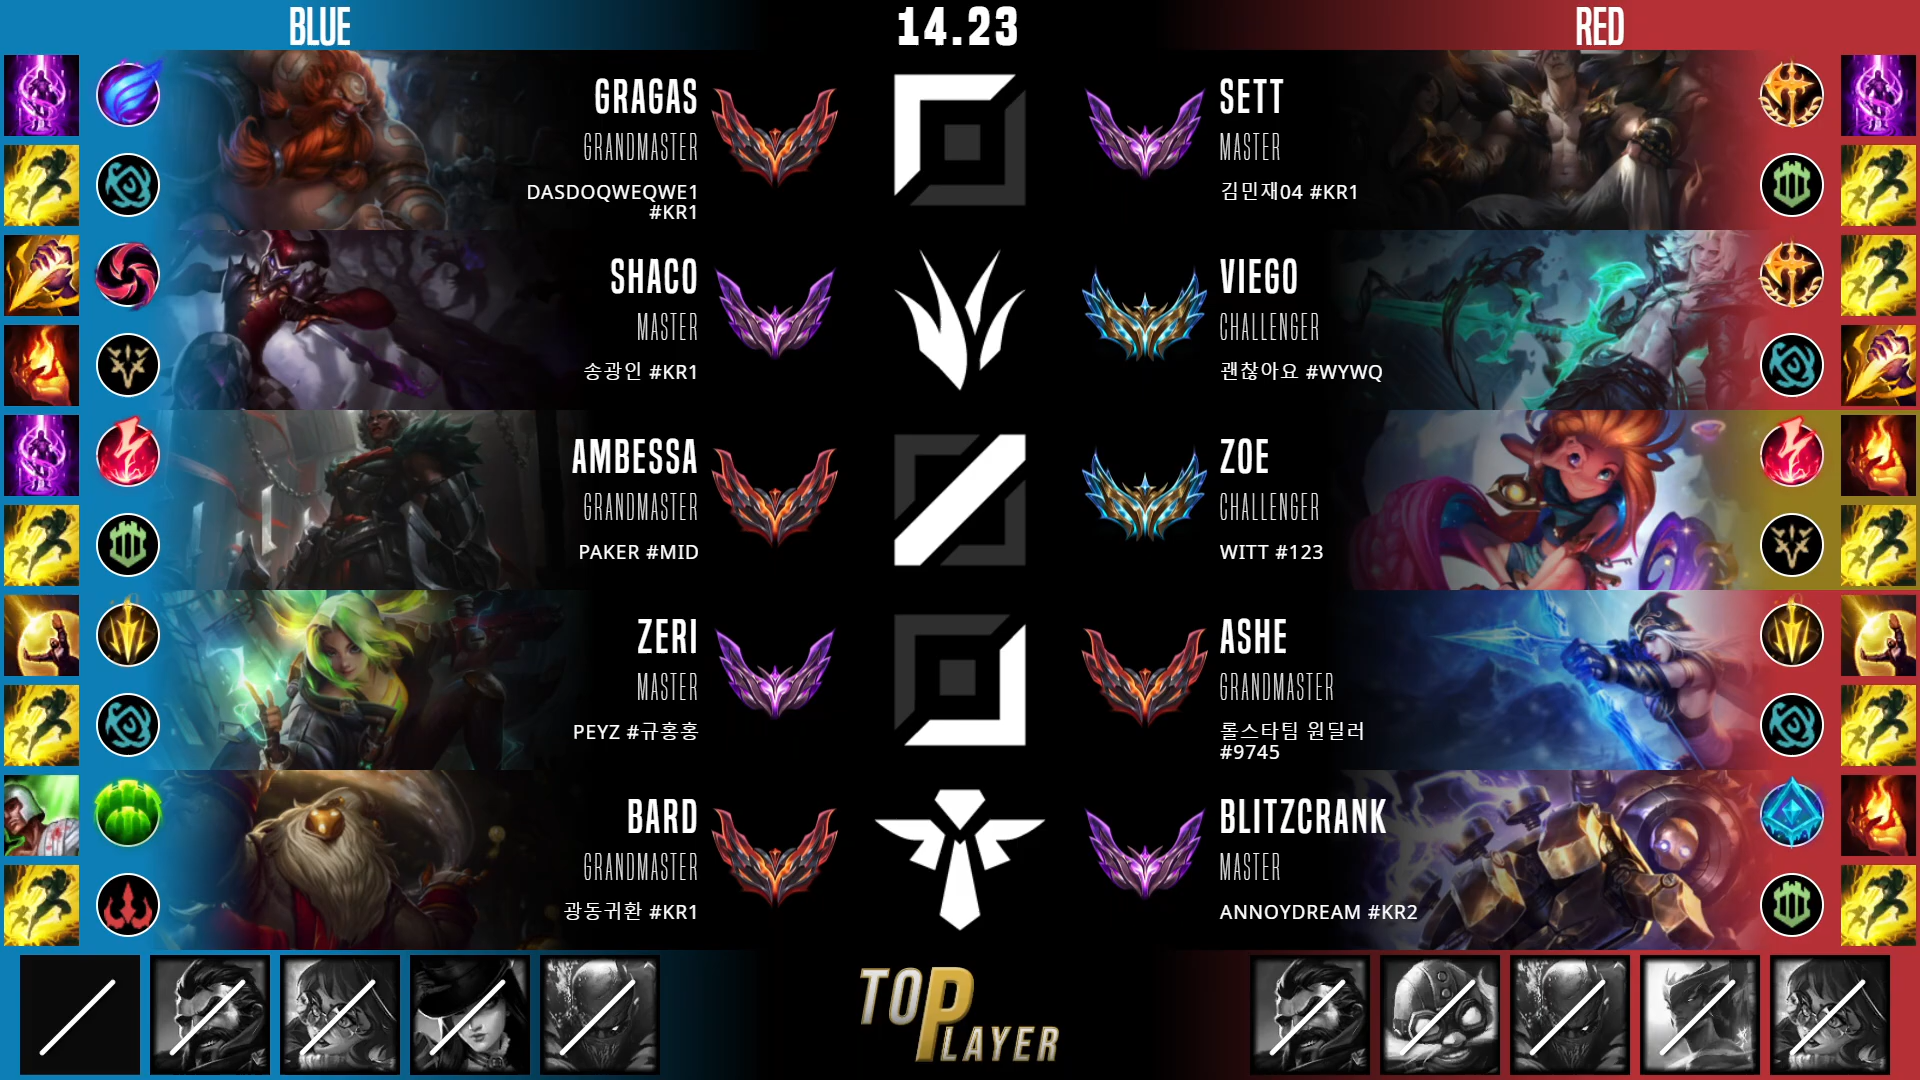 BLUE
14.23
RED
GRAGAS
GRANDMASTER
DASDOQWEQWE1
#KR1
SETT
MASTER
김민재04 #KR1
SHACO
MASTER
송광인 #KR1
VIEGO
CHALLENGER
괜찮아요 #WYWQ
AMBESSA
GRANDMASTER
PAKER #MID
ZOE
CHALLENGER
WITT #123
ZERI
MASTER
PEYZ #규홍홍
ASHE
GRANDMASTER
롤스타팀 원딜러
#9745
BARD
GRANDMASTER
광동귀환 #KR1
BLITZCRANK
MASTER
ANNOYDREAM #KR2
TOP
PLAYER